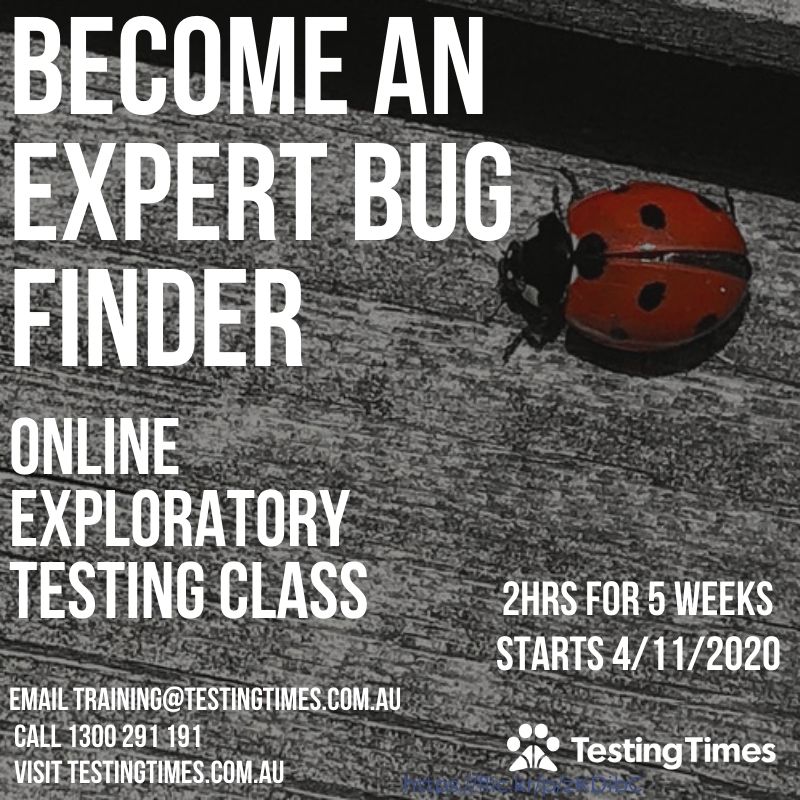 BECOME AN
EXPERT BUG
FINDER
ONLINE
EXPLORATORY
TESTING CLASS
2HRS FOR 5 WEEKS
STARTS 4/11/2020
EMAIL TRAINING@TESTINGTIMES.COM.AU
CALL 1300 291 191
VISIT TESTINGTIMES.COM.AU
TestingTimes